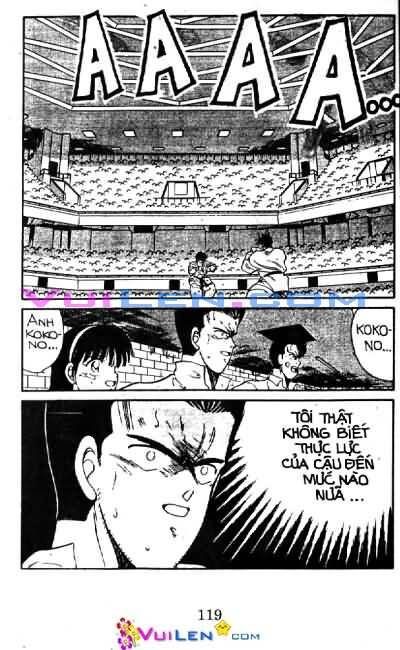 AAAA...
VUILEN.COM
ANH
KOKO-
NO...
KOKO-
NO...
TÔI THẬT
KHÔNG BIẾT
THỰC LỰC
CỦA CẬU ĐẾN
MỨC NÀO
NỮA...
119
VUILEN.COM